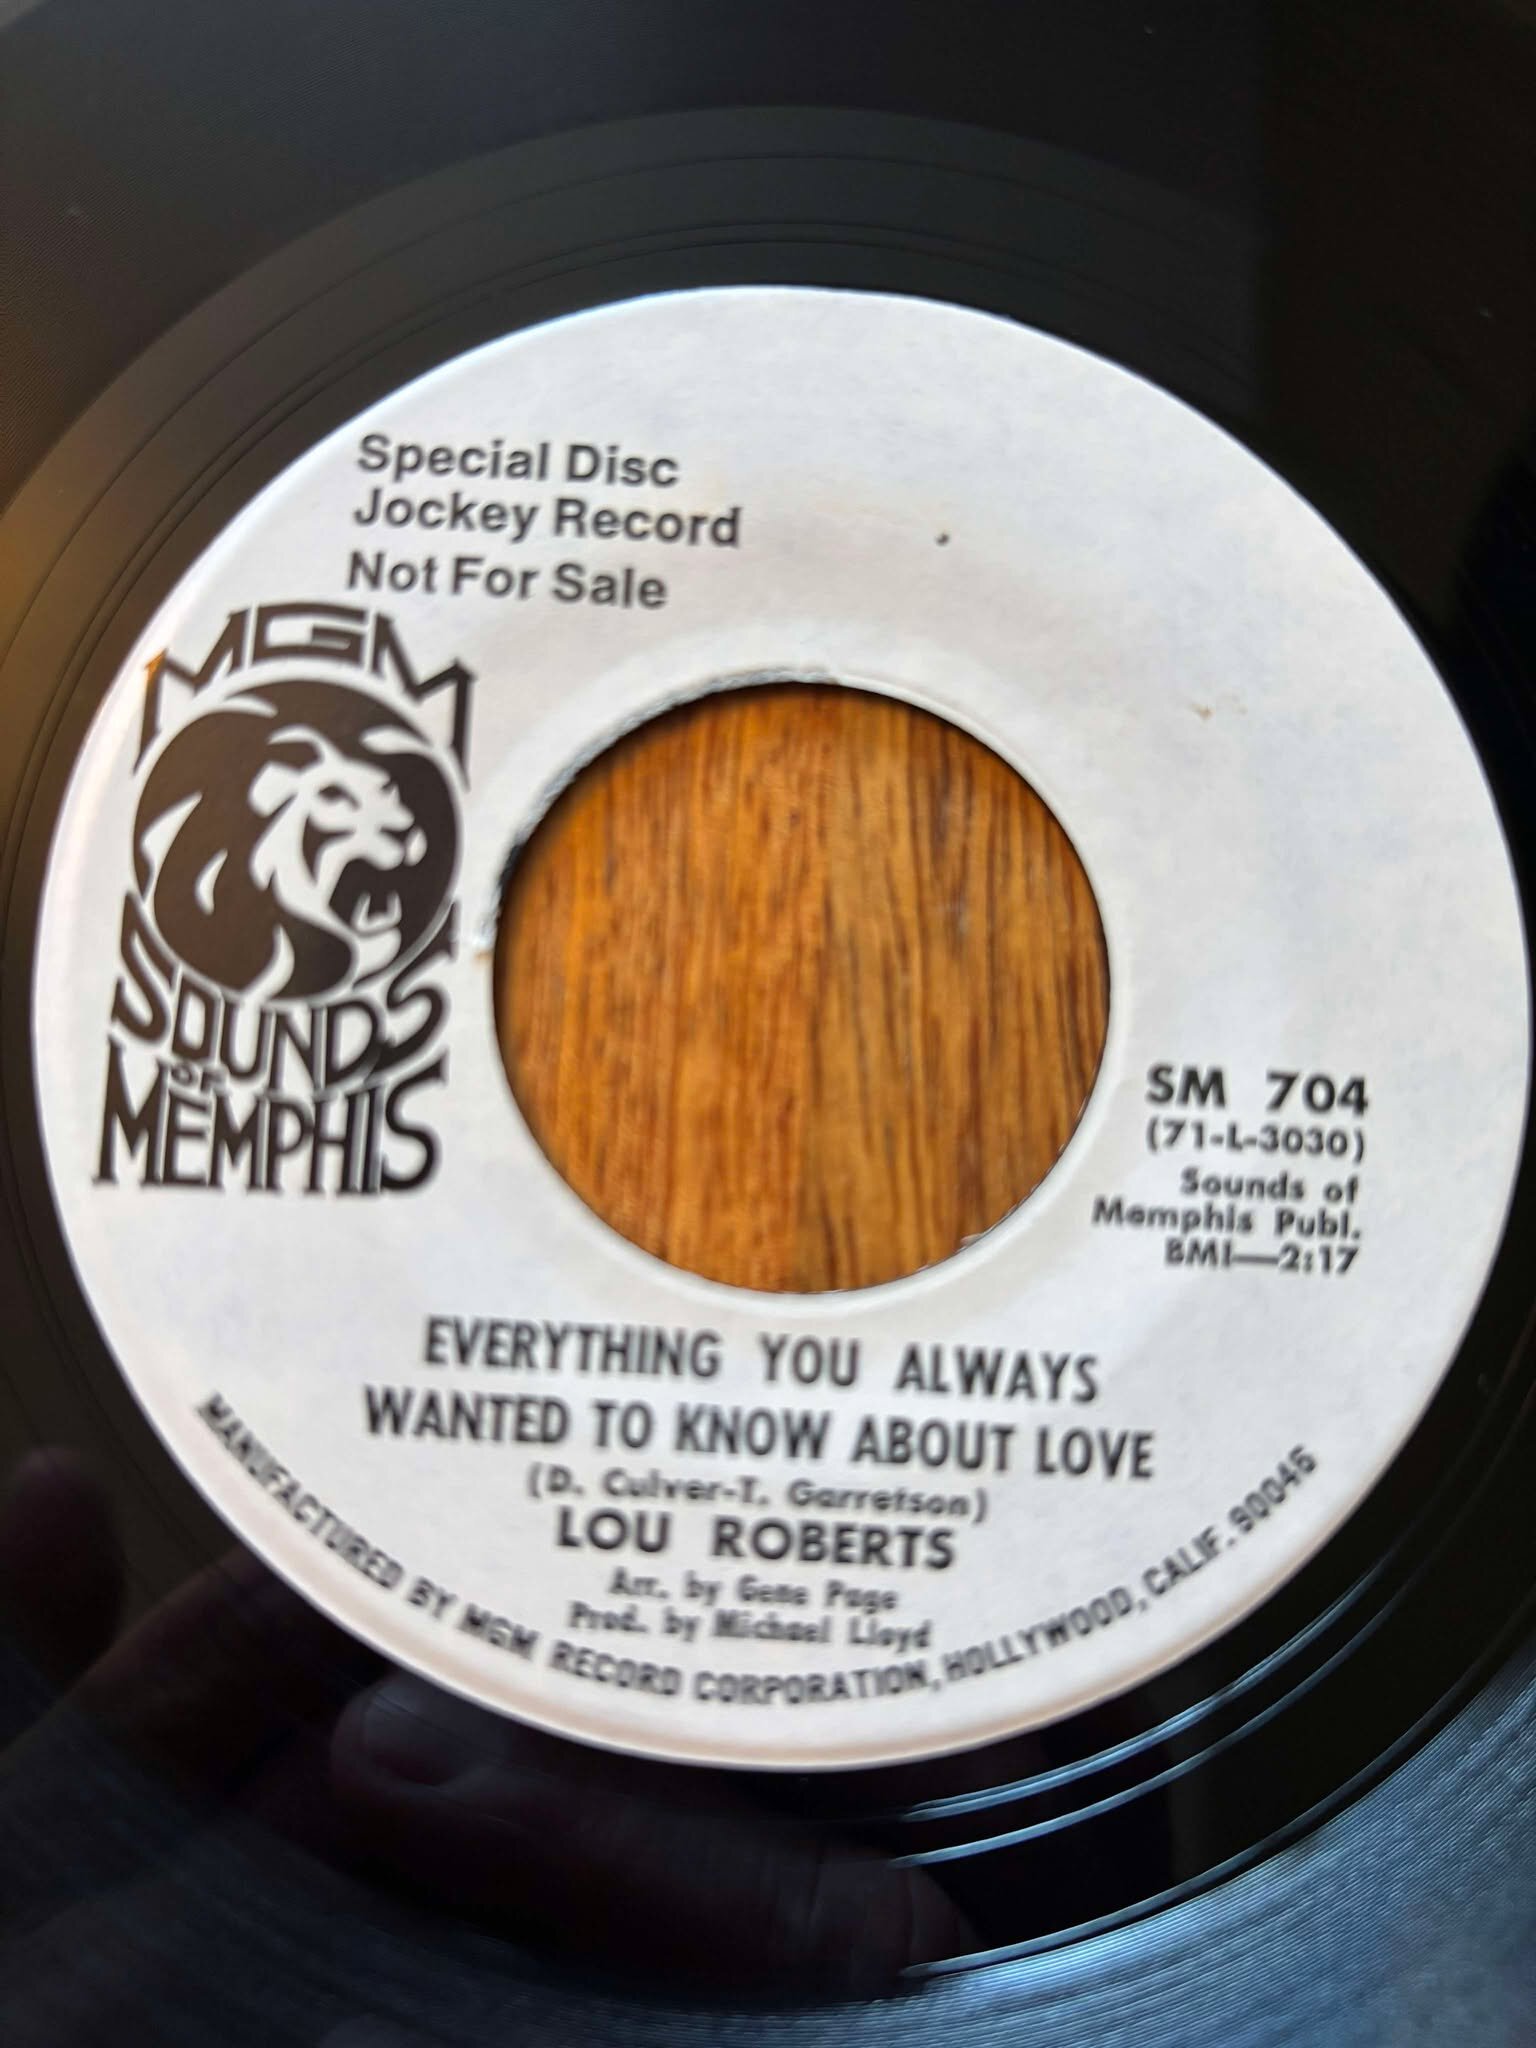 Special Disc
Jockey Record
Not For Sale
MGM
SOUNDS
OF
MEMPHIS
SM 704
(71-L-3030)
Sounds of
Memphis Publ.
BMI—2:17
EVERYTHING YOU ALWAYS
WANTED TO KNOW ABOUT LOVE
(D. Culver-T. Garretson)
LOU ROBERTS
Arr. by Gene Page
Prod. by Michael Lloyd
MANUFACTURED BY MGM RECORD CORPORATION, HOLLYWOOD, CALIF. 90046